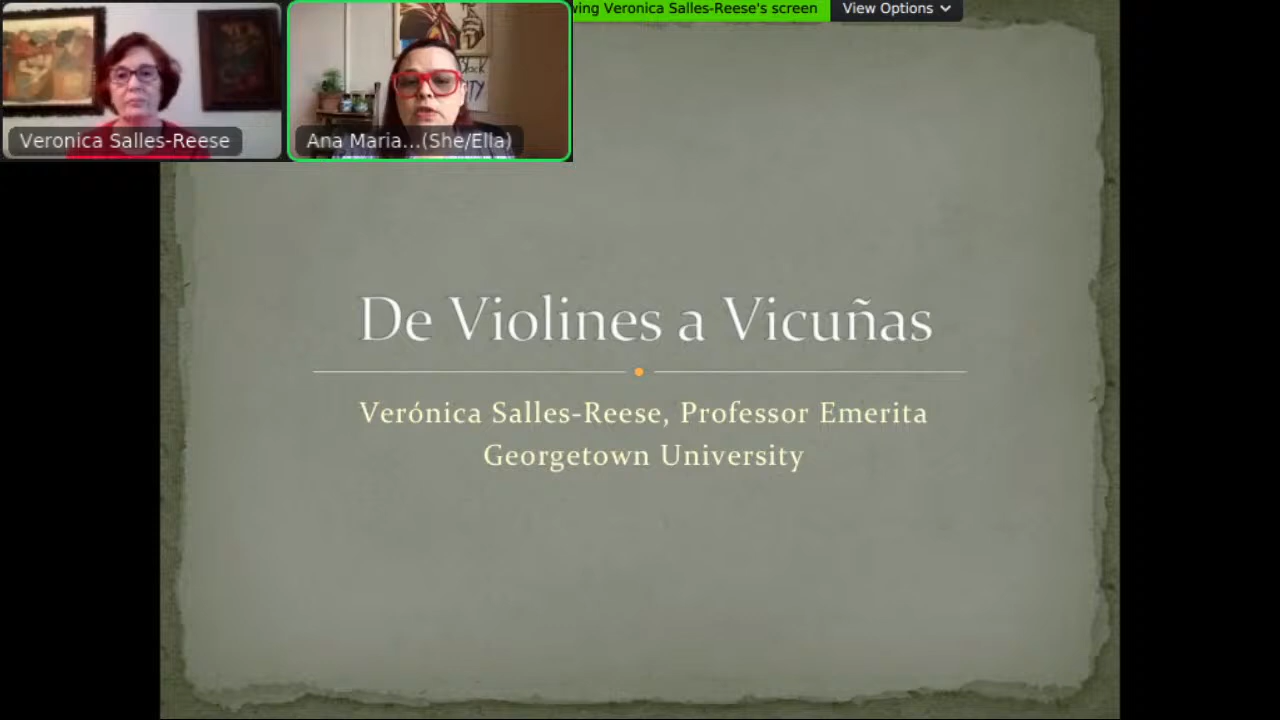 wing Veronica Salles-Reese's screen
View Options
Veronica Salles-Reese
Ana Maria...(She/Ella)
De Violines a Vicuñas
Verónica Salles-Reese, Professor Emerita
Georgetown University